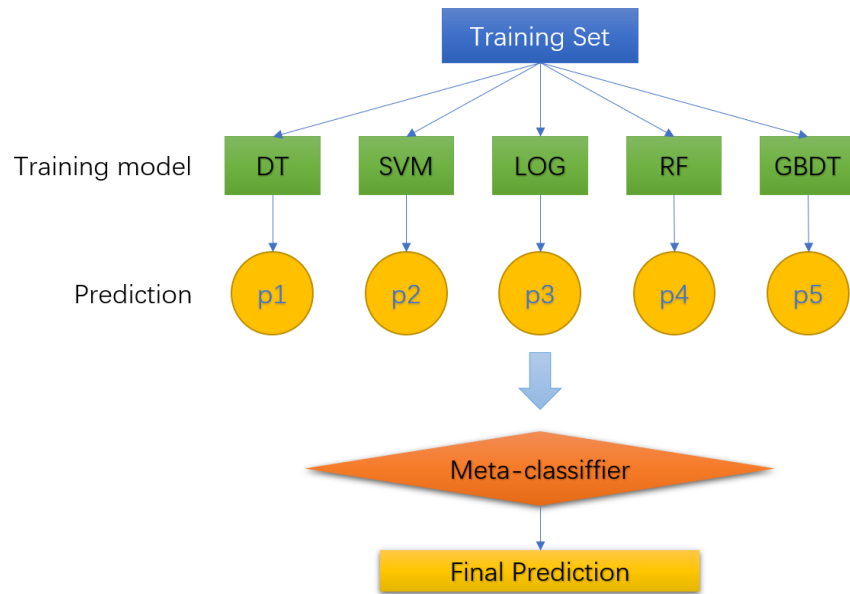 Training Set
Training model
DT
SVM
LOG
RF
GBDT
Prediction
p1
p2
p3
p4
p5
Meta-classiffier
Final Prediction